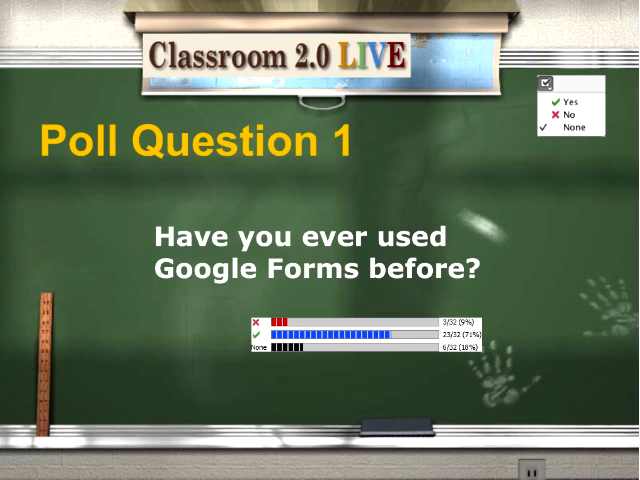 Classroom 2.0 LIVE
Yes
No
None
Poll Question 1
Have you ever used
Google Forms before?
3/32 (9%)
23/32 (71%)
None 6/32 (18%)